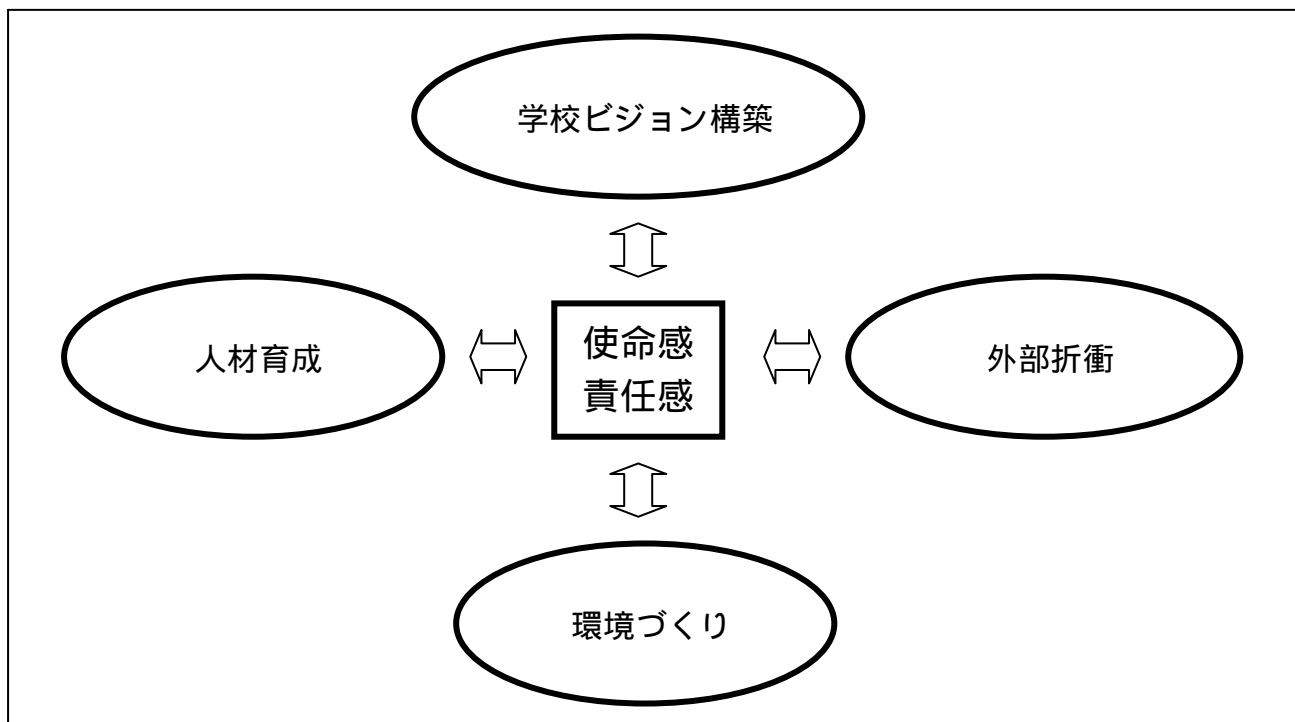 学校ビジョン構築
人材育成
使命感
責任感
外部折衝
環境づくり